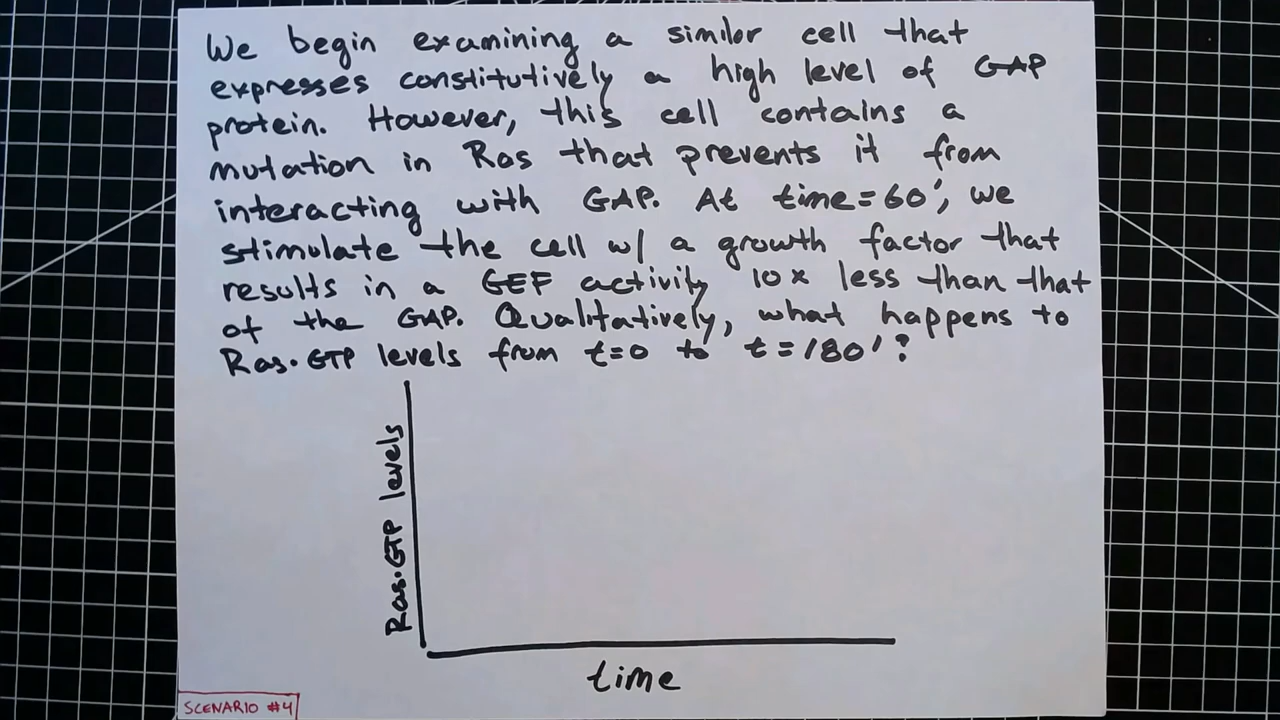 We begin examining a similar cell that
expresses constitutively a high level of GAP
protein. However, this cell contains a
mutation in Ras that prevents it from
interacting with GAP. At time=60', we
stimulate the cell w/ a growth factor that
results in a GEF activity 10x less than that
of the GAP. Qualitatively, what happens to
Ras·GTP levels from t=0 to t=180'?
Ras·GTP levels
time
SCENARIO #4